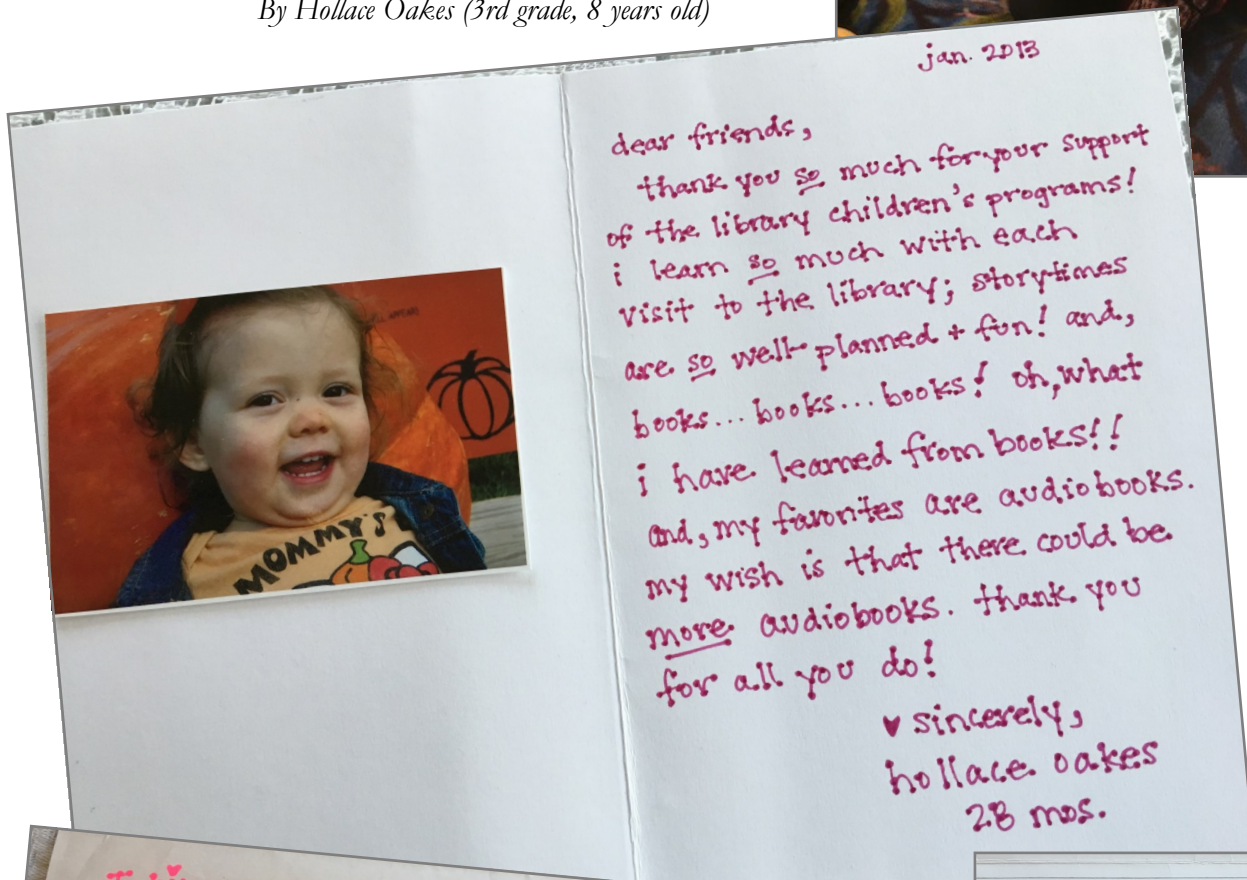 By Hollace Oakes (3rd grade, 8 years old)
jan. 2013
dear friends,
thank you so much for your support
of the library children's programs!
i learn so much with each
visit to the library; storytimes
are so well-planned + fun! and,
books... books... books! oh, what
i have learned from books!!
and, my favorites are audiobooks.
my wish is that there could be
more audiobooks. thank you
for all you do!
♥ sincerely,
hollace oakes
28 mos.
MOMMY'S